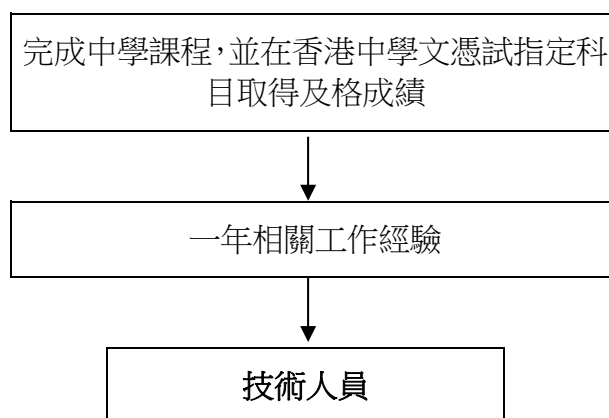 完成中學課程，並在香港中學文憑試指定科
目取得及格成績
一年相關工作經驗
技術人員